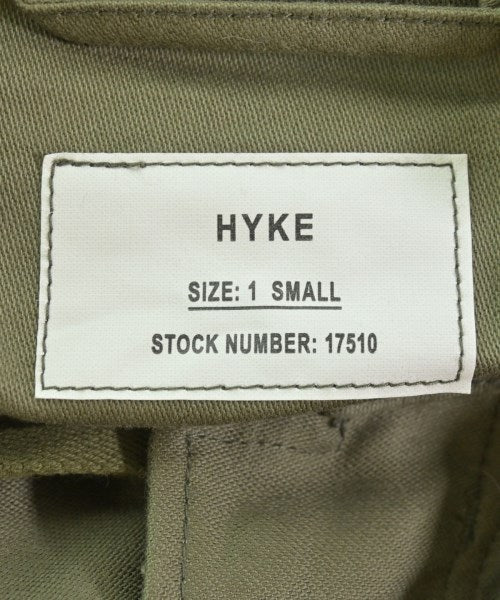 HYKE
SIZE: 1 SMALL
STOCK NUMBER: 17510